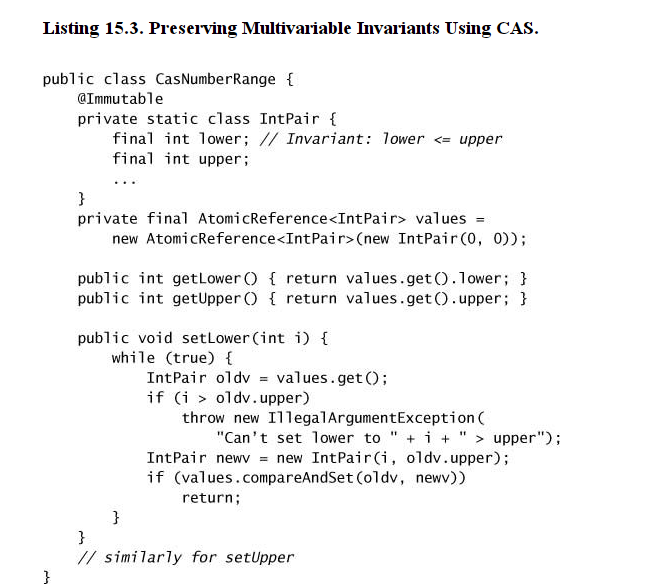 Listing 15.3. Preserving Multivariable Invariants Using CAS.
public class CasNumberRange {
    @Immutable
    private static class IntPair {
        final int lower; // Invariant: lower <= upper
        final int upper;
        ...
    }
    private final AtomicReference<IntPair> values =
        new AtomicReference<IntPair>(new IntPair(0, 0));
    public int getLower() { return values.get().lower; }
    public int getUpper() { return values.get().upper; }
    public void setLower(int i) {
        while (true) {
            IntPair oldv = values.get();
            if (i > oldv.upper)
                throw new IllegalArgumentException(
                    "Can't set lower to " + i + " > upper");
            IntPair newv = new IntPair(i, oldv.upper);
            if (values.compareAndSet(oldv, newv))
                return;
        }
    }
    // similarly for setUpper
}